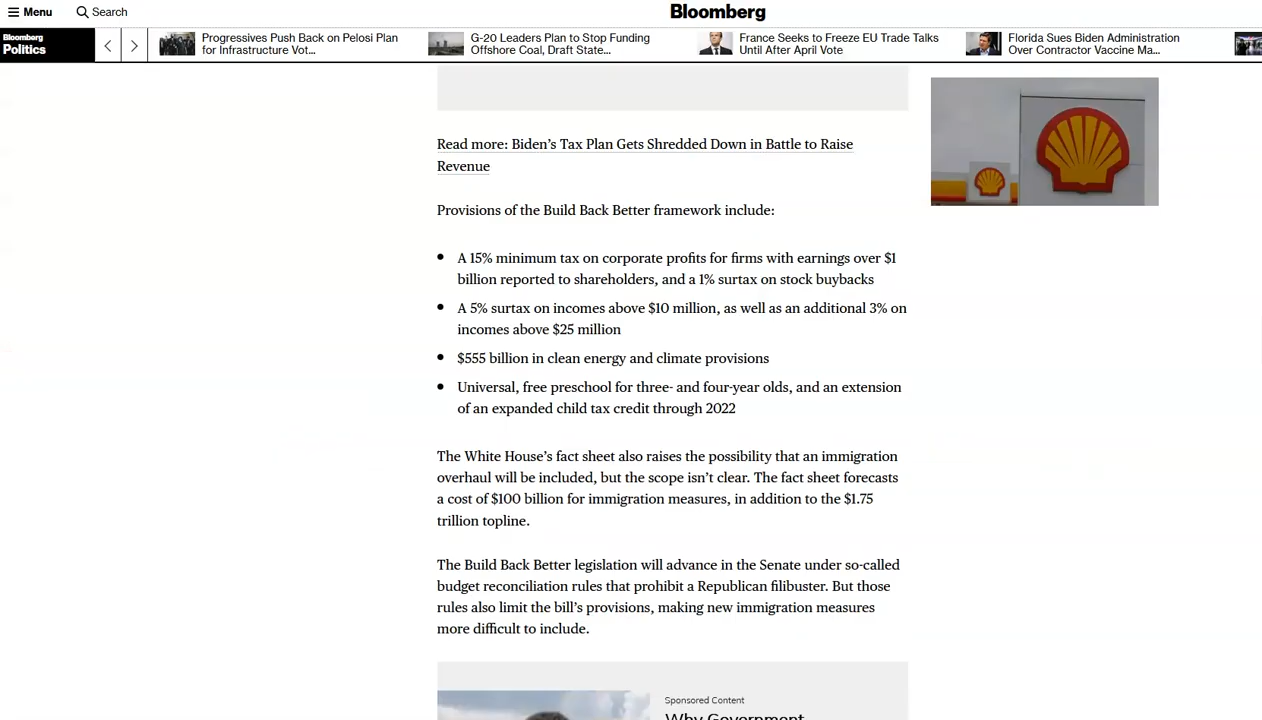 Menu
Search
Bloomberg
Bloomberg
Politics
Progressives Push Back on Pelosi Plan
for Infrastructure Vot...
G-20 Leaders Plan to Stop Funding
Offshore Coal, Draft State...
France Seeks to Freeze EU Trade Talks
Until After April Vote
Florida Sues Biden Administration
Over Contractor Vaccine Ma...
Read more: Biden’s Tax Plan Gets Shredded Down in Battle to Raise
Revenue
Provisions of the Build Back Better framework include:
A 15% minimum tax on corporate profits for firms with earnings over $1
billion reported to shareholders, and a 1% surtax on stock buybacks
A 5% surtax on incomes above $10 million, as well as an additional 3% on
incomes above $25 million
$555 billion in clean energy and climate provisions
Universal, free preschool for three- and four-year olds, and an extension
of an expanded child tax credit through 2022
The White House’s fact sheet also raises the possibility that an immigration
overhaul will be included, but the scope isn’t clear. The fact sheet forecasts
a cost of $100 billion for immigration measures, in addition to the $1.75
trillion topline.
The Build Back Better legislation will advance in the Senate under so-called
budget reconciliation rules that prohibit a Republican filibuster. But those
rules also limit the bill’s provisions, making new immigration measures
more difficult to include.
Sponsored Content
Why Government